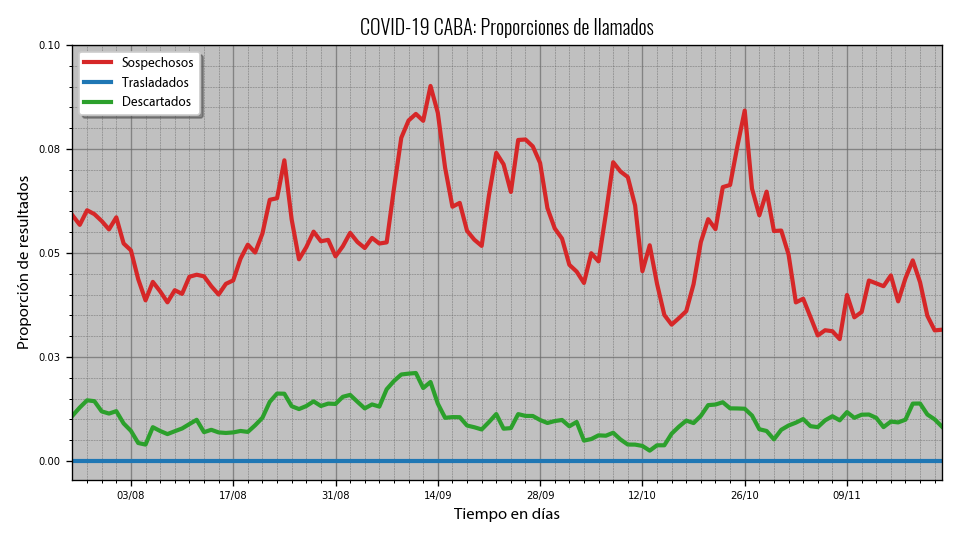 COVID-19 CABA: Proporciones de llamados
Sospechosos
Trasladados
Descartados
Proporción de resultados
0.10
0.08
0.05
0.03
0.00
03/08 17/08 31/08 14/09 28/09 12/10 26/10 09/11
Tiempo en días